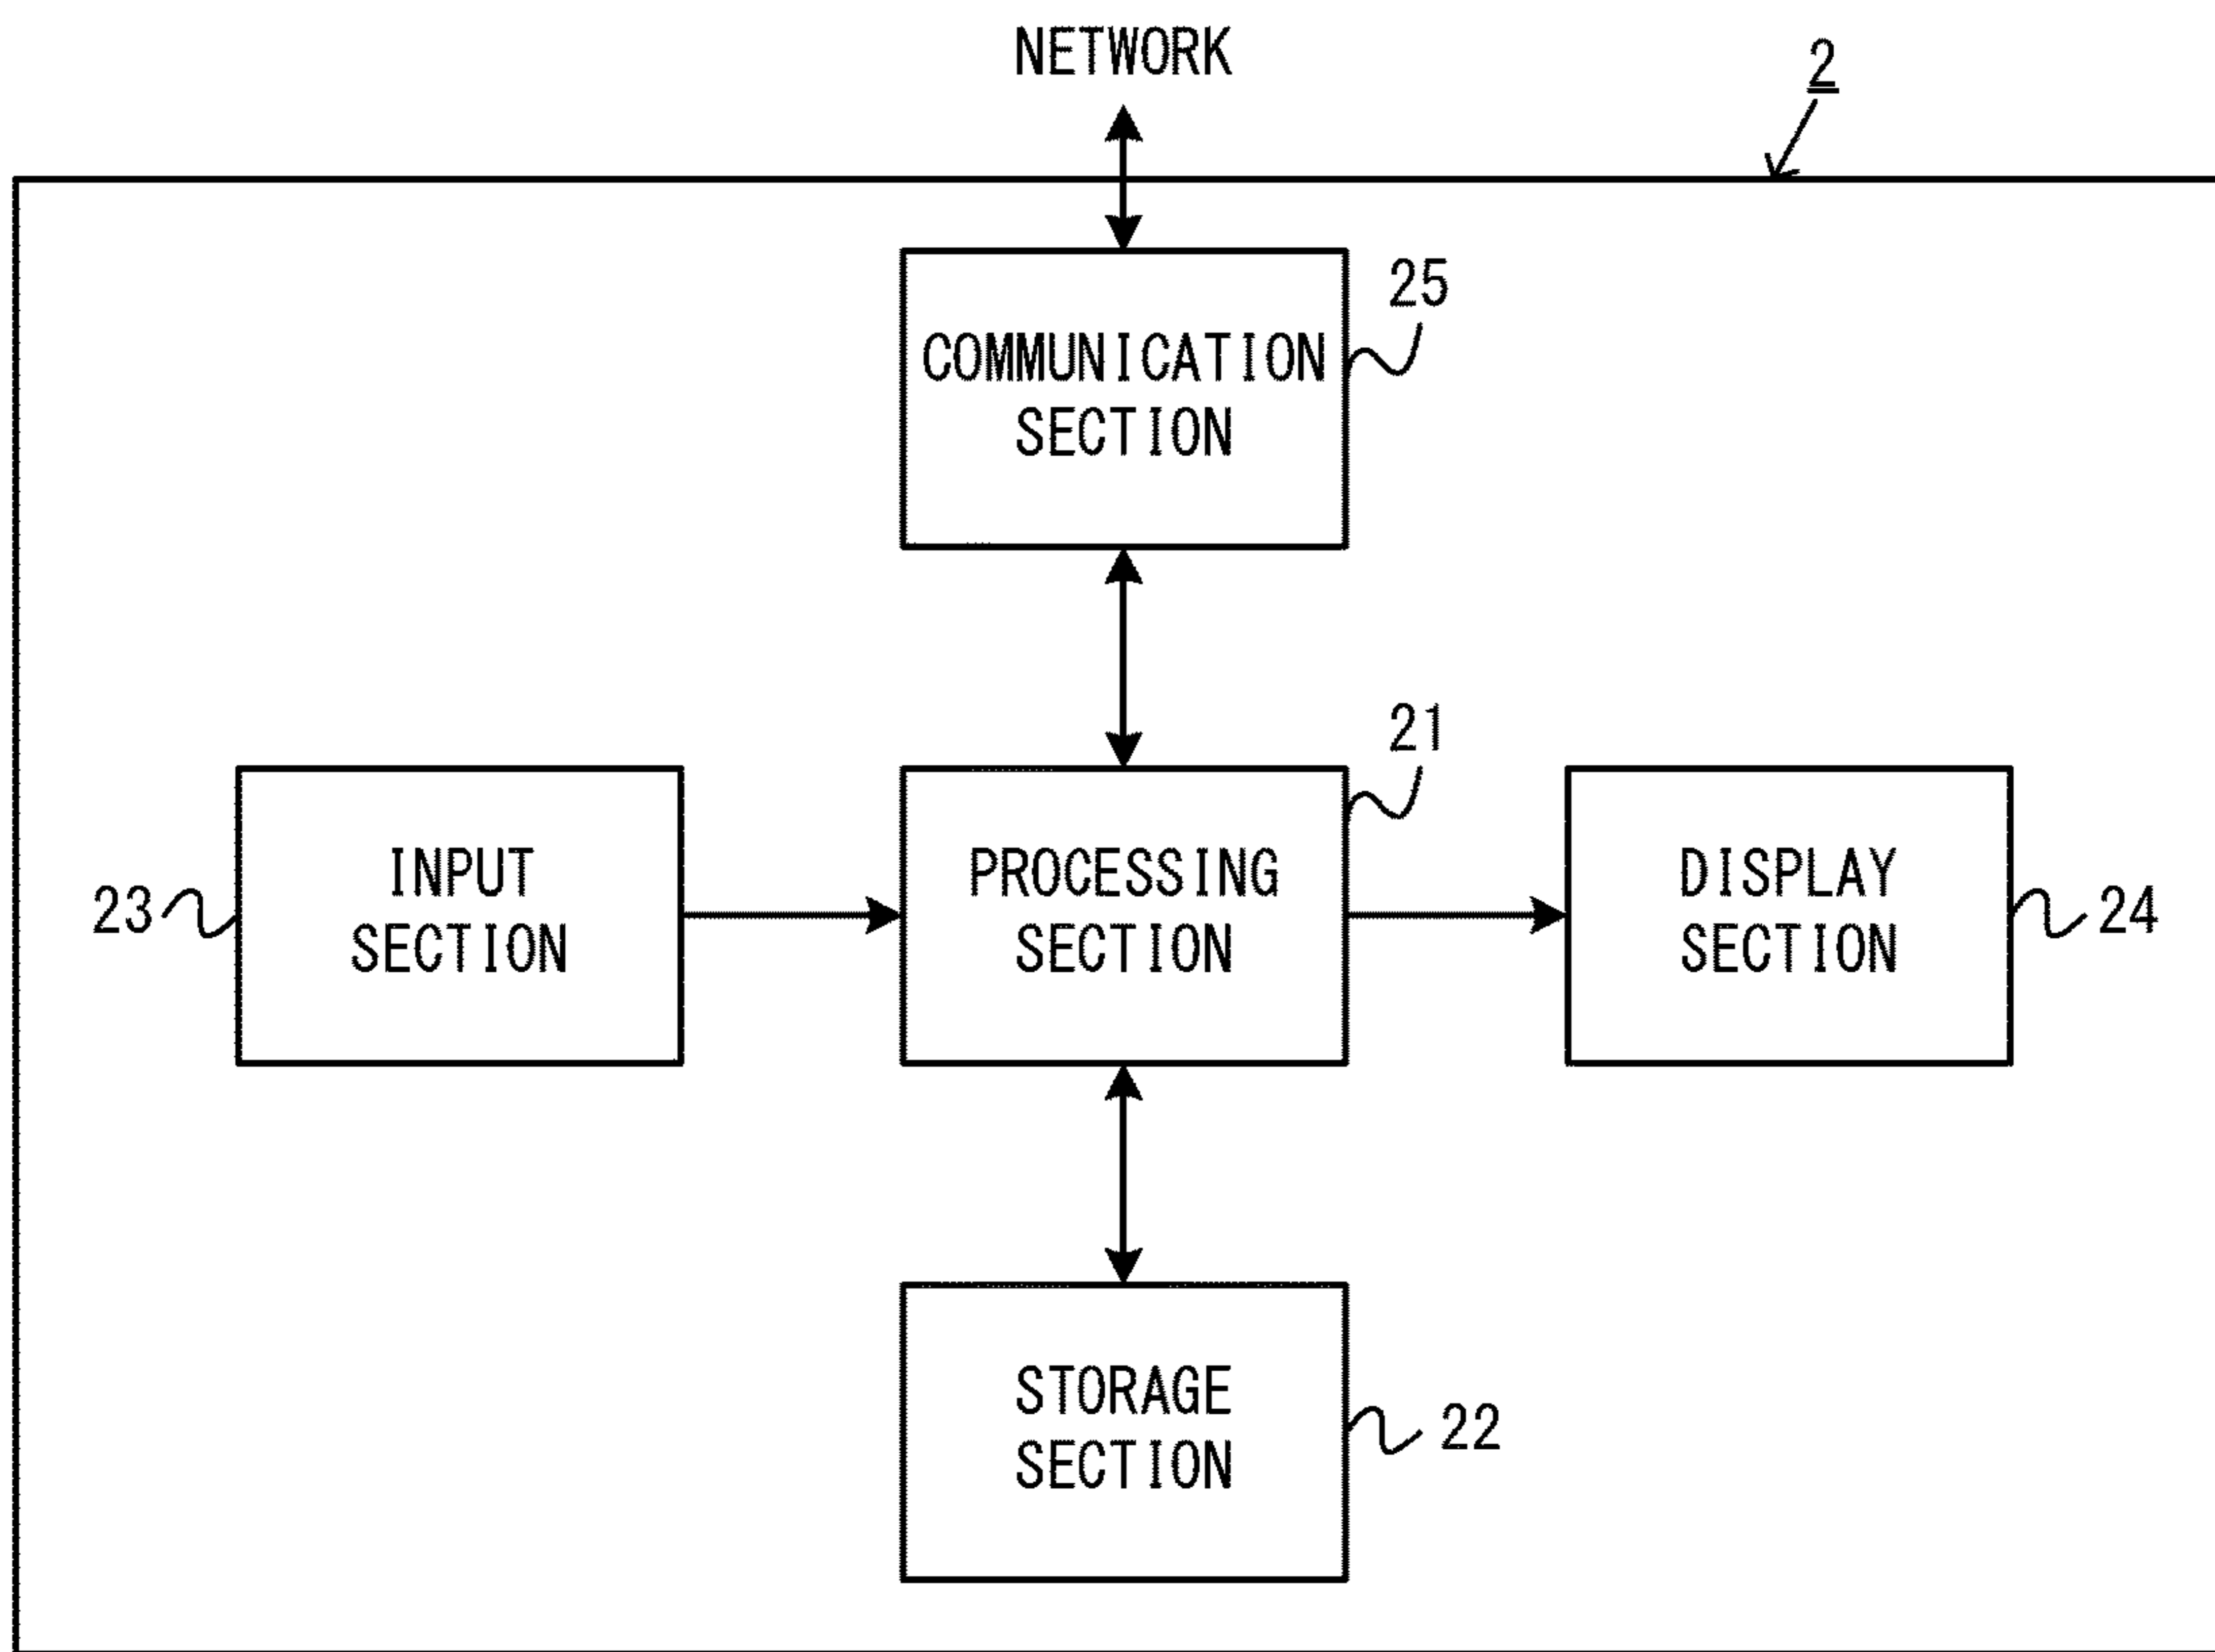 NETWORK
2
25
COMMUNICATION
SECTION
21
INPUT
SECTION
23
PROCESSING
SECTION
DISPLAY
SECTION
24
STORAGE
SECTION
22